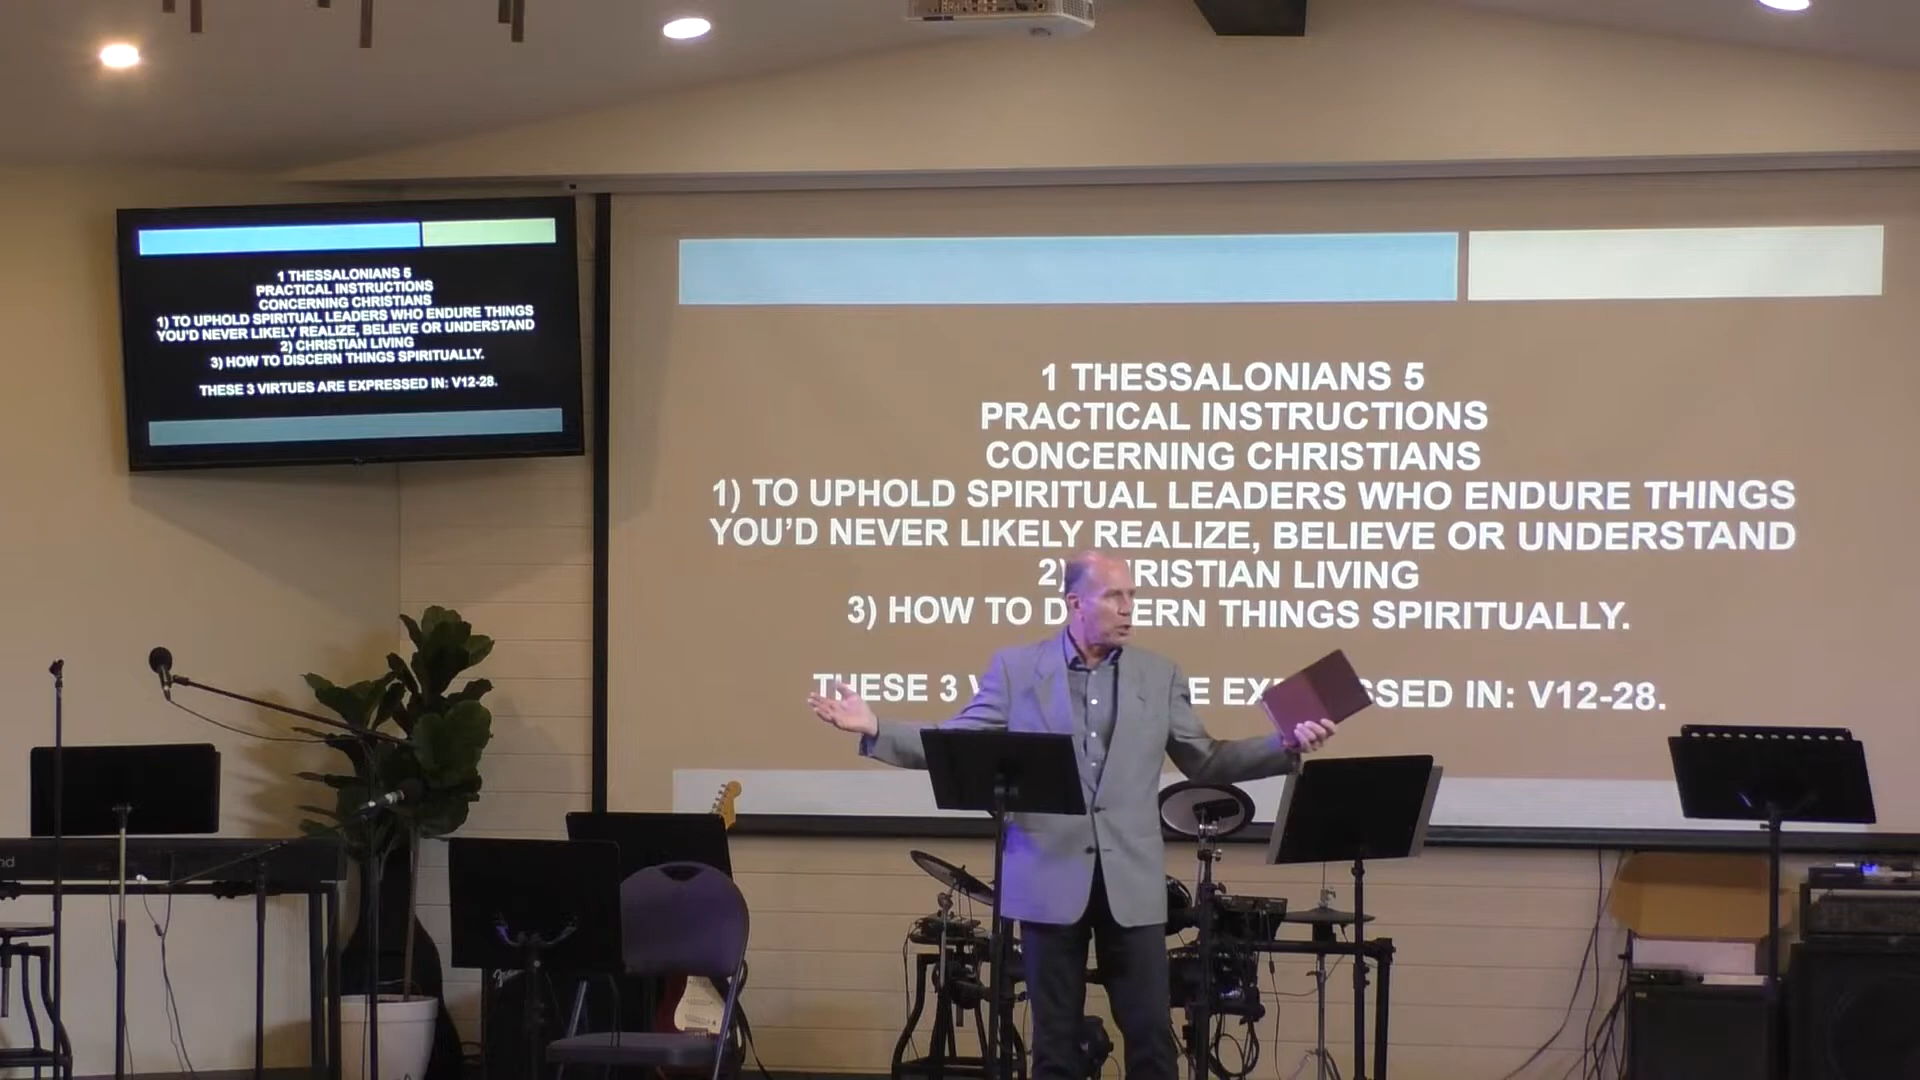 1 THESSALONIANS 5
PRACTICAL INSTRUCTIONS
CONCERNING CHRISTIANS
1) TO UPHOLD SPIRITUAL LEADERS WHO ENDURE THINGS
YOU'D NEVER LIKELY REALIZE, BELIEVE OR UNDERSTAND
2) CHRISTIAN LIVING
3) HOW TO DISCERN THINGS SPIRITUALLY.
THESE 3 VIRTUES ARE EXPRESSED IN: V12-28.
1 THESSALONIANS 5
PRACTICAL INSTRUCTIONS
CONCERNING CHRISTIANS
1) TO UPHOLD SPIRITUAL LEADERS WHO ENDURE THINGS
YOU’D NEVER LIKELY REALIZE, BELIEVE OR UNDERSTAND
2) RISTIAN LIVING
3) HOW TO D ERN THINGS SPIRITUALLY.
THESE 3 V E EX SSED IN: V12-28.
nd